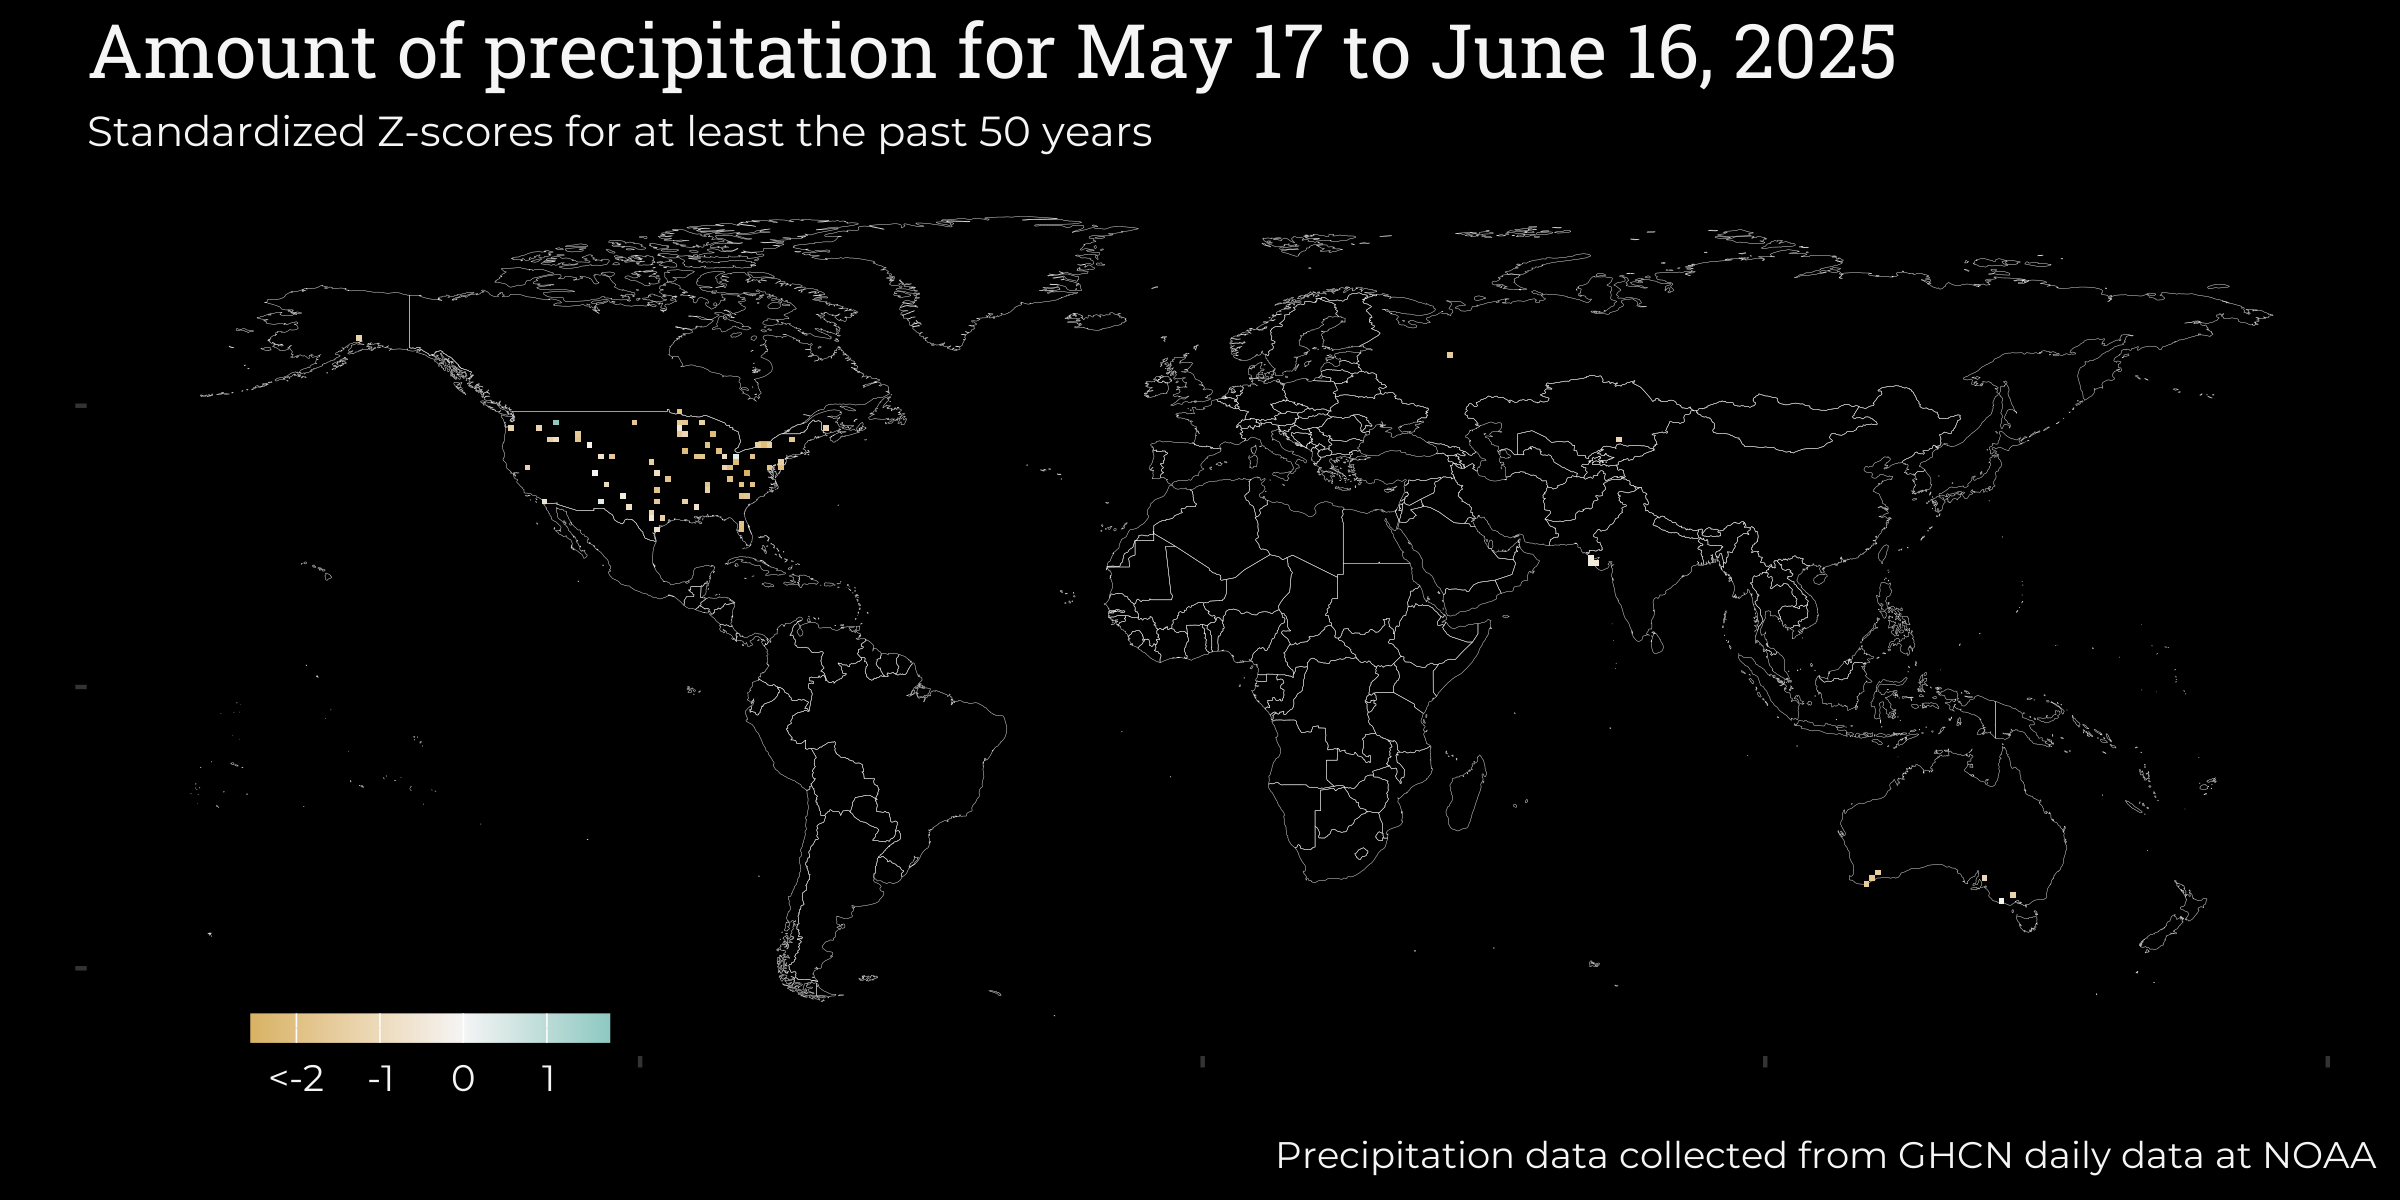 Amount of precipitation for May 17 to June 16, 2025
Standardized Z-scores for at least the past 50 years
<-2 -1 0 1
Precipitation data collected from GHCN daily data at NOAA